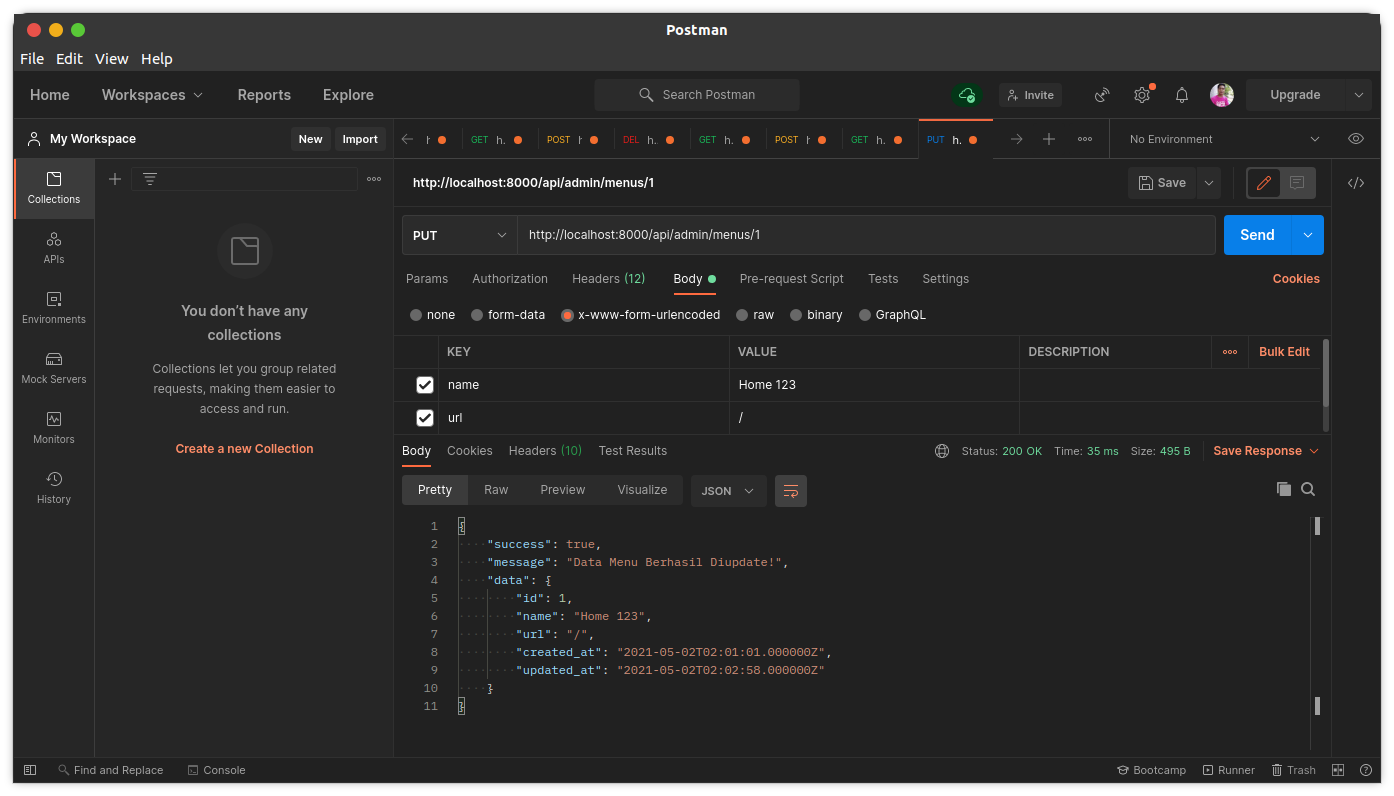 Postman
File Edit View Help
Home Workspaces Reports Explore Search Postman Invite Upgrade
My Workspace New Import
GET h. POST h DEL h. GET h. POST h GET h. PUT h. No Environment
Collections
APIs
Environments
Mock Servers
Monitors
History
You don’t have any
collections
Collections let you group related
requests, making them easier to
access and run.
Create a new Collection
http://localhost:8000/api/admin/menus/1 Save
PUT http://localhost:8000/api/admin/menus/1 Send
Params Authorization Headers (12) Body Pre-request Script Tests Settings Cookies
none form-data x-www-form-urlencoded raw binary GraphQL
KEY VALUE DESCRIPTION Bulk Edit
name Home 123
url /
Body Cookies Headers (10) Test Results Status: 200 OK Time: 35 ms Size: 495 B Save Response
Pretty Raw Preview Visualize JSON
1 {
2 "success": true,
3 "message": "Data Menu Berhasil Diupdate!",
4 "data": {
5 "id": 1,
6 "name": "Home 123",
7 "url": "/",
8 "created_at": "2021-05-02T02:01:01.000000Z",
9 "updated_at": "2021-05-02T02:02:58.000000Z"
10 }
11 }
Find and Replace Console Bootcamp Runner Trash